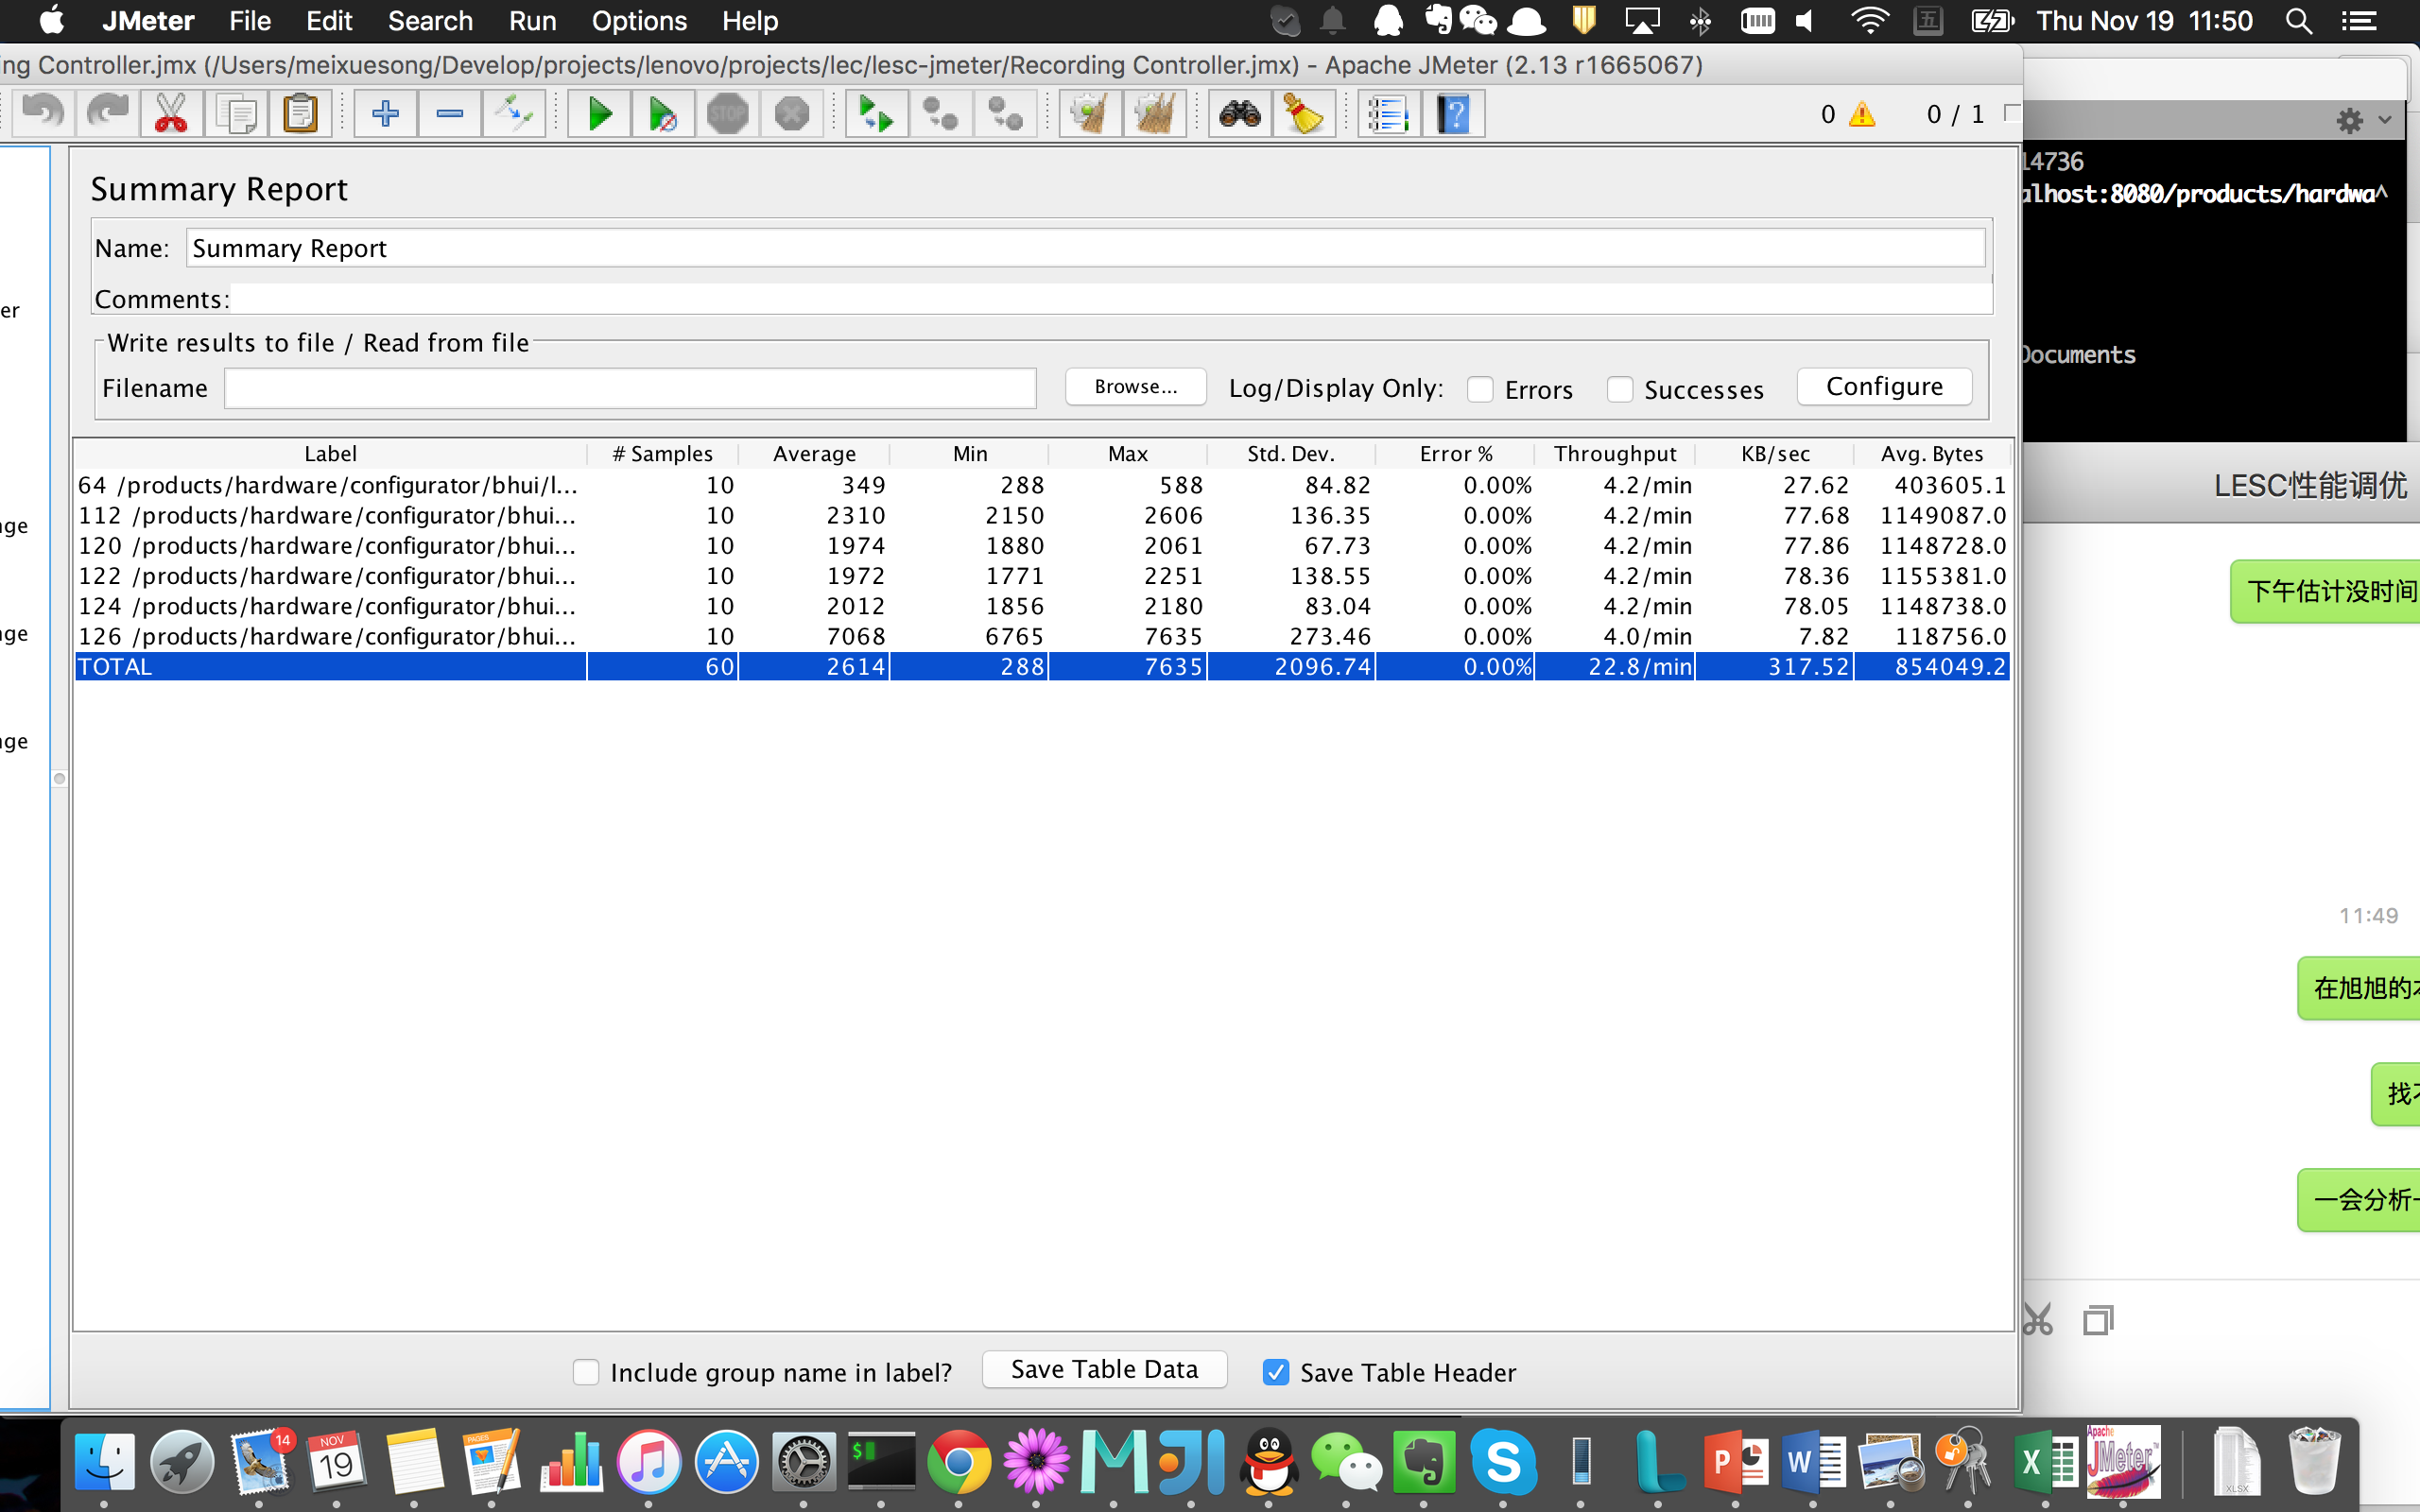 JMeter File Edit Search Run Options Help 五 Thu Nov 19 11:50
ng Controller.jmx (/Users/meixuesong/Develop/projects/lenovo/projects/lec/lesc-jmeter/Recording Controller.jmx) - Apache JMeter (2.13 r1665067)
STOP 0 0 / 1
14736
alhost:8080/products/hardwa^
Documents
Summary Report
Name: Summary Report
Comments:
er
Write results to file / Read from file
Filename Browse... Log/Display Only: Errors Successes Configure
Label # Samples Average Min Max Std. Dev. Error % Throughput KB/sec Avg. Bytes
64 /products/hardware/configurator/bhui/l... 10 349 288 588 84.82 0.00% 4.2/min 27.62 403605.1
112 /products/hardware/configurator/bhui... 10 2310 2150 2606 136.35 0.00% 4.2/min 77.68 1149087.0
120 /products/hardware/configurator/bhui... 10 1974 1880 2061 67.73 0.00% 4.2/min 77.86 1148728.0
122 /products/hardware/configurator/bhui... 10 1972 1771 2251 138.55 0.00% 4.2/min 78.36 1155381.0
124 /products/hardware/configurator/bhui... 10 2012 1856 2180 83.04 0.00% 4.2/min 78.05 1148738.0
126 /products/hardware/configurator/bhui... 10 7068 6765 7635 273.46 0.00% 4.0/min 7.82 118756.0
TOTAL 60 2614 288 7635 2096.74 0.00% 22.8/min 317.52 854049.2
ge
ge
ge
LESC性能调优
下午估计没时间
11:49
在旭旭的
找
一会分析
Include group name in label? Save Table Data Save Table Header
14
NOV
19
PAGES
Apache
JMeter
XLSX